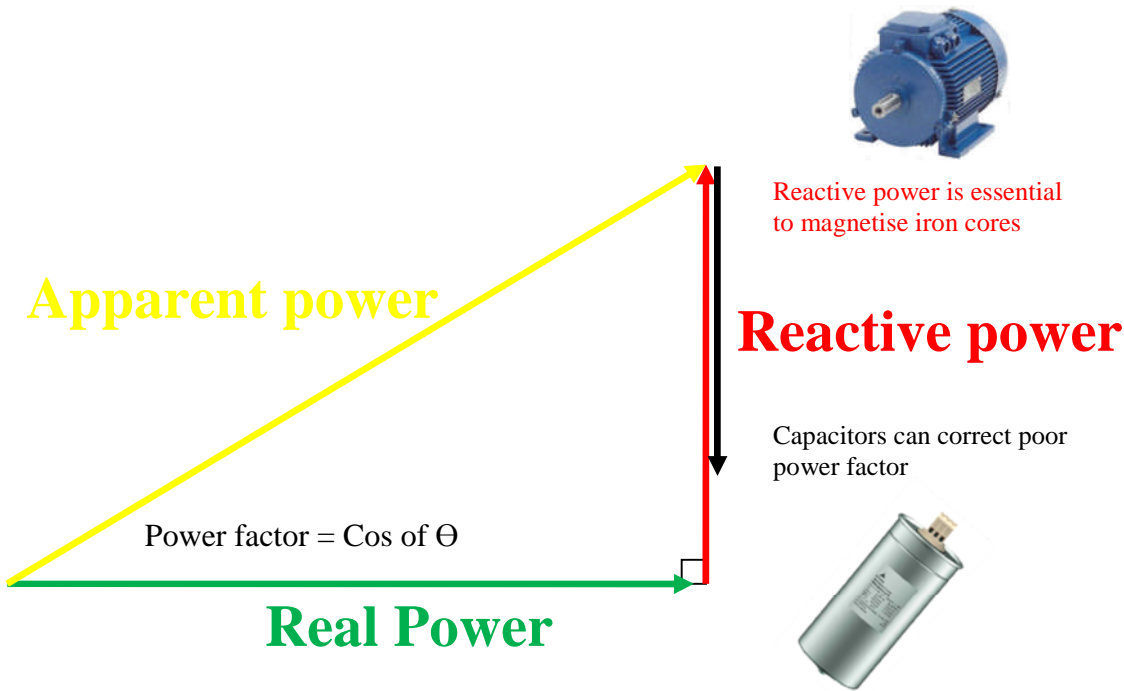 Reactive power is essential
to magnetise iron cores
Apparent power
Reactive power
Capacitors can correct poor
power factor
Power factor = Cos of Ө
Real Power